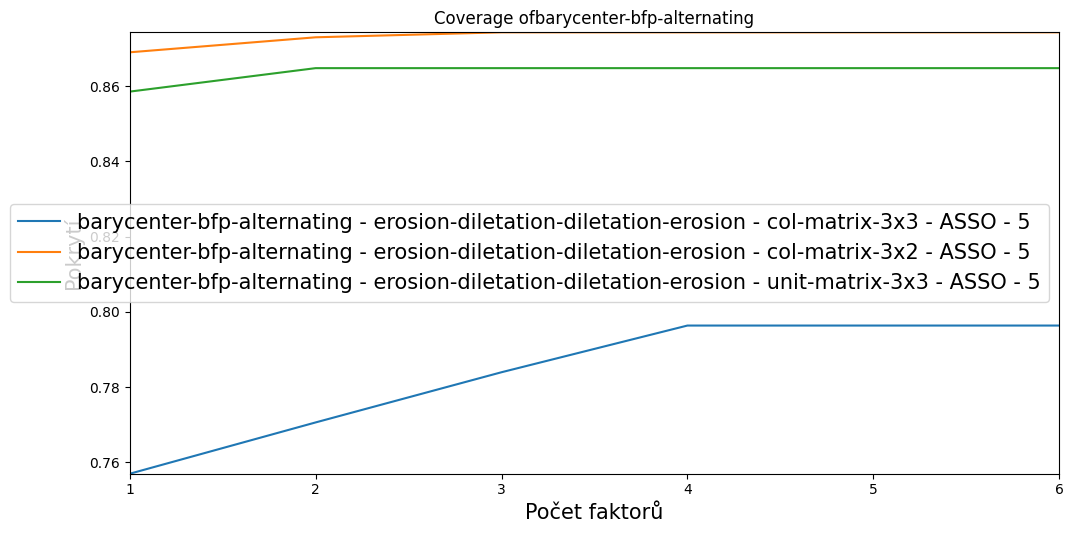 Coverage ofbarycenter-bfp-alternating
0.86
0.84
0.82
0.80
0.78
0.76
Pokrytí
barycenter-bfp-alternating - erosion-diletation-diletation-erosion - col-matrix-3x3 - ASSO - 5
barycenter-bfp-alternating - erosion-diletation-diletation-erosion - col-matrix-3x2 - ASSO - 5
barycenter-bfp-alternating - erosion-diletation-diletation-erosion - unit-matrix-3x3 - ASSO - 5
1 2 3 4 5 6
Počet faktorů